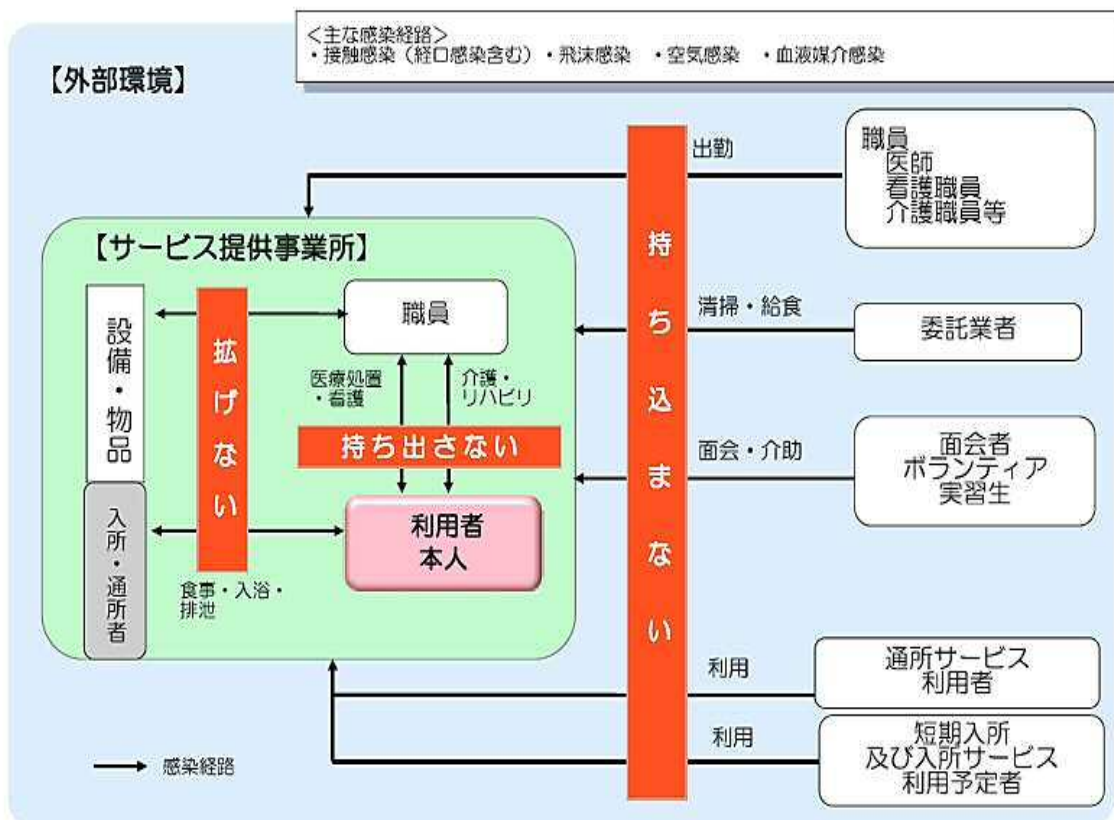 ＜主な感染経路＞
・接触感染（経口感染含む）・飛沫感染　・空気感染　・血液媒介感染
【外部環境】
出勤
職員
医師
看護職員
介護職員等
【サービス提供事業所】
持ち込まない
設備・物品
拡げない
職員
清掃・給食
委託業者
医療処置
・看護
介護・
リハビリ
持ち出さない
面会・介助
面会者
ボランティア
実習生
入所・通所者
利用者
本人
食事・入浴・
排泄
利用
通所サービス
利用者
利用
短期入所
及び入所サービス
利用予定者
感染経路